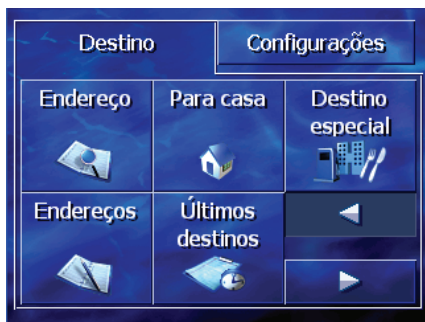 Destino
Configurações
Endereço
Para casa
Destino
especial
Endereços
Últimos
destinos